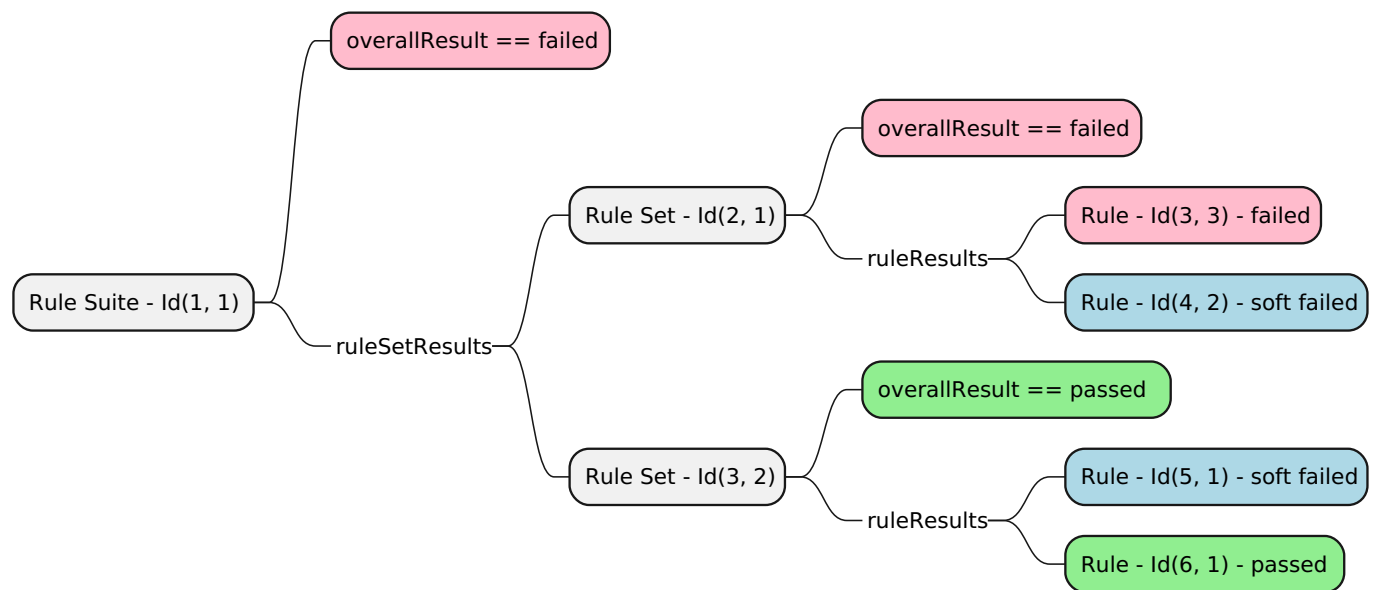 overallResult == failed
overallResult == failed
Rule Set - Id(2, 1)
Rule - Id(3, 3) - failed
ruleResults
Rule Suite - Id(1, 1)
Rule - Id(4, 2) - soft failed
ruleSetResults
overallResult == passed
Rule Set - Id(3, 2)
Rule - Id(5, 1) - soft failed
ruleResults
Rule - Id(6, 1) - passed